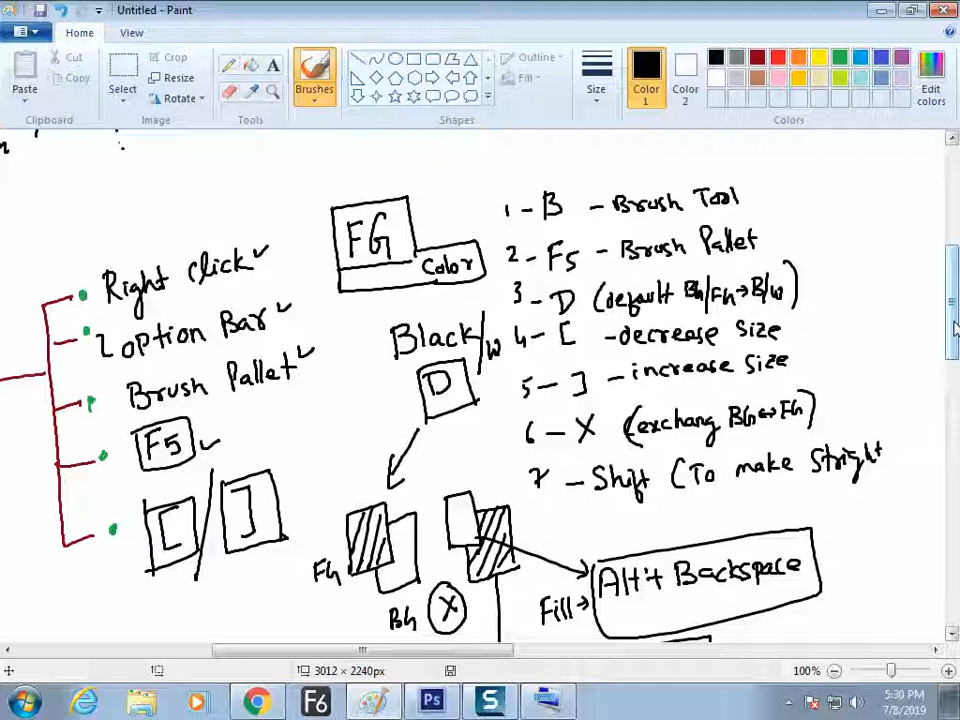 Untitled - Paint
Home
View
Paste
Cut
Copy
Clipboard
Select
Crop
Resize
Rotate
Image
A
Tools
Brushes
Shapes
Outline
Fill
Size
Color 1
Color 2
Edit colors
Colors
Right click
option Bar
Brush Pallet
F5
[ / ]
FG
Color
Black/W
D
FG
BG
X
1 - B - Brush Tool
2 - F5 - Brush Pallet
3 - D (default BG/FG→B/W)
4 - [ - decrease Size
5 - ] - increase Size
6 - X (exchang BG↔FG)
7 - Shift (To make Stright
Fill→
Alt+ Backspace
3012 × 2240px
100%
F6
Ps
S
5:30 PM
7/8/2019